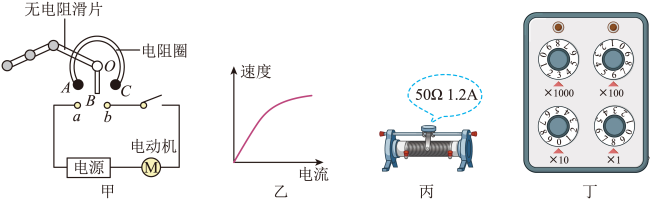 无电阻滑片
O
电阻圈
A
B
C
a
b
电动机
电源
M
甲
速度
电流
乙
50Ω 1.2A
丙
×1000
×100
×10
×1
丁